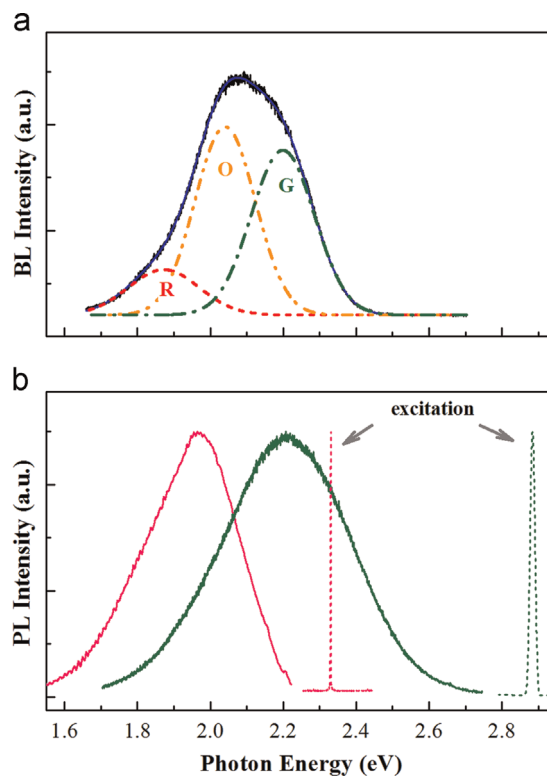 a
BL Intensity (a.u.)
O
G
R
b
excitation
PL Intensity (a.u.)
1.6 1.8 2.0 2.2 2.4 2.6 2.8
Photon Energy (eV)